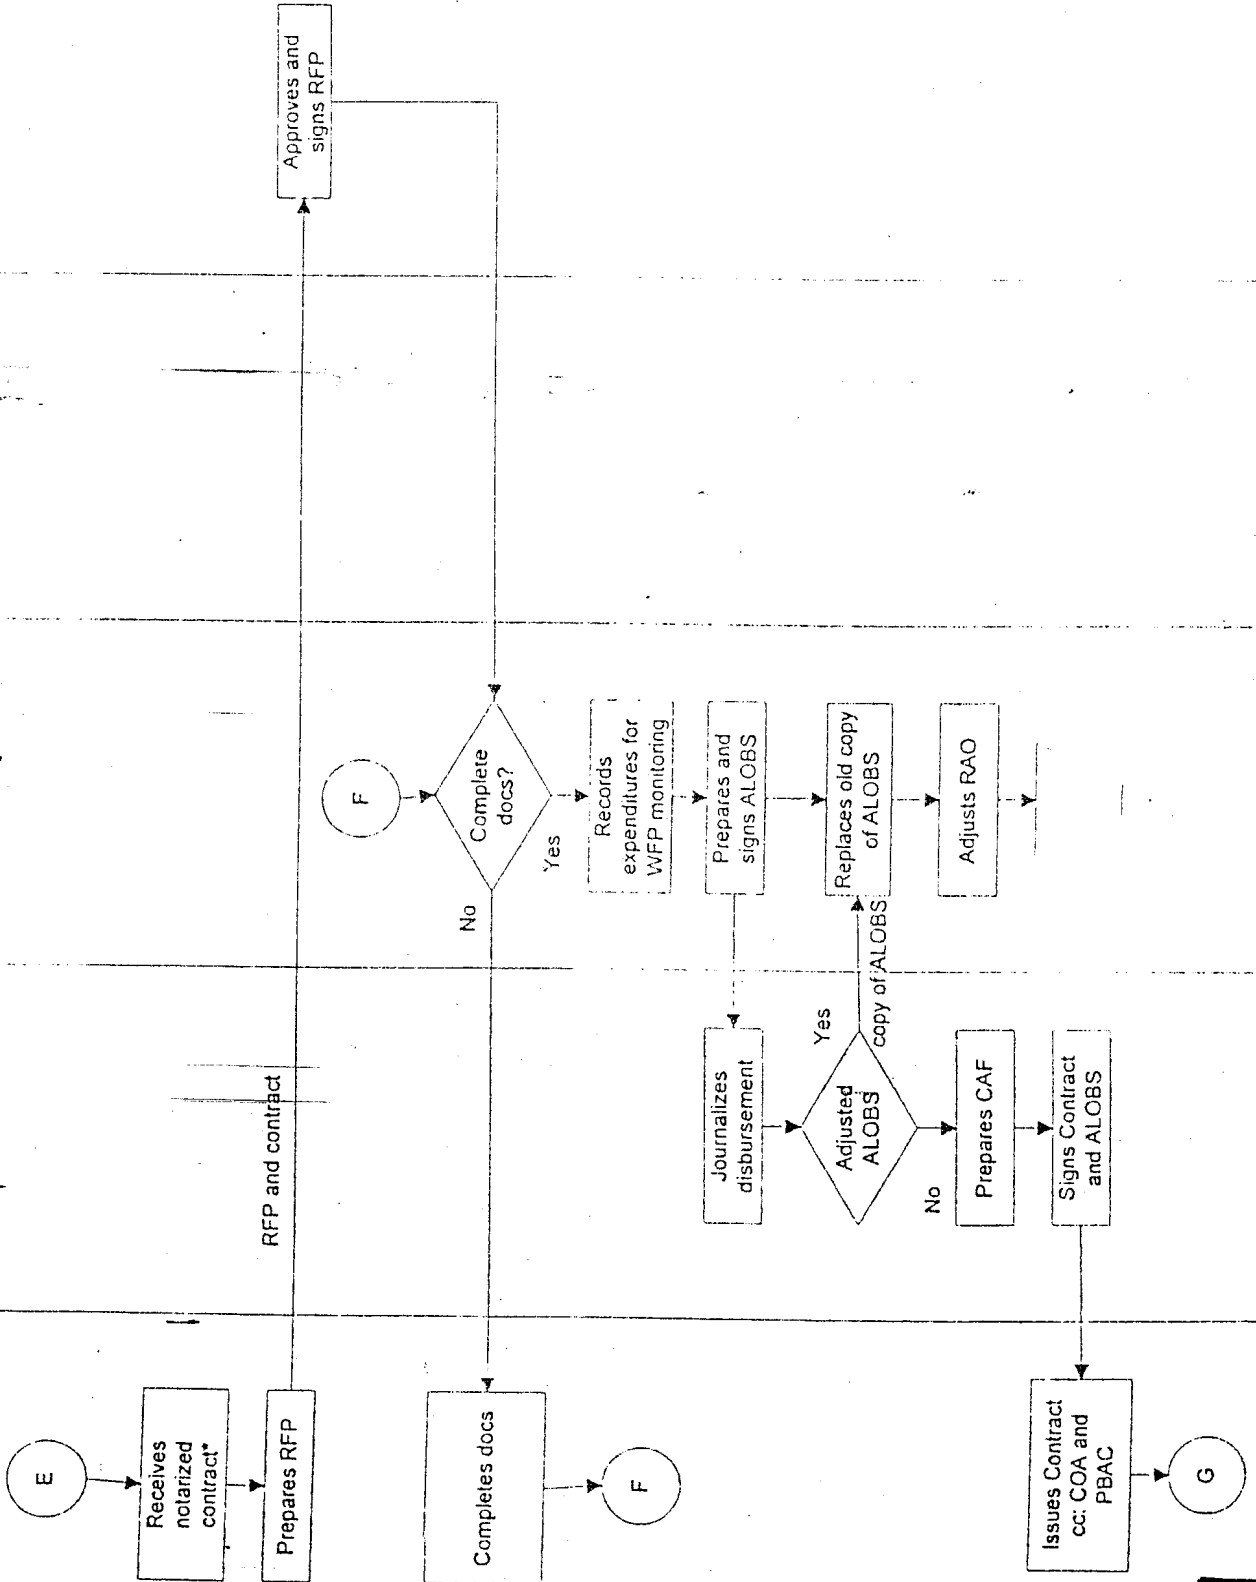 E
Receives
notarized
contract*
Prepares RFP
RFP and contract
Approves and
signs RFP
F
Complete
docs?
No
Yes
Completes docs
F
Records
expenditures for
WFP monitoring
Prepares and
signs ALOBS
Journalizes
disbursement
Adjusted
ALOBS
Yes
copy of ALOBS
Replaces old copy
of ALOBS
Adjusts RAO
No
Prepares CAF
Signs Contract
and ALOBS
Issues Contract
cc: COA and
PBAC
G